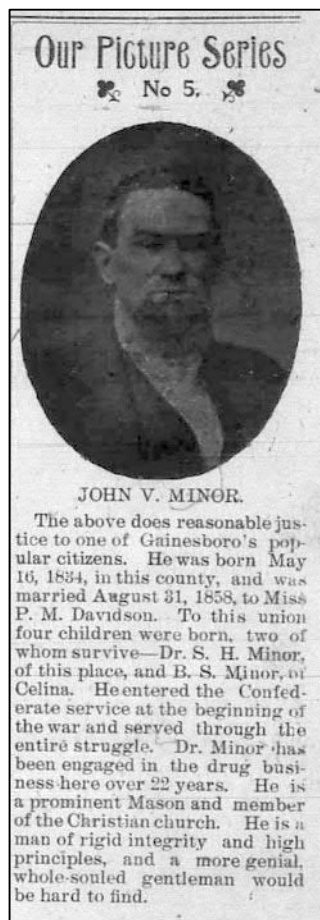 Our Picture Series
No 5.
JOHN V. MINOR.
The above does reasonable jus-
tice to one of Gainesboro's pop-
ular citizens. He was born May
16, 1834, in this county, and was
married August 31, 1858, to Miss
P. M. Davidson. To this union
four children were born, two of
whom survive—Dr. S. H. Minor,
of this place, and B. S. Minor, of
Celina. He entered the Confed-
erate service at the beginning of
the war and served through the
entire struggle. Dr. Minor has
been engaged in the drug busi-
ness here over 22 years. He is
a prominent Mason and member
of the Christian church. He is a
man of rigid integrity and high
principles, and a more genial,
whole-souled gentleman would
be hard to find.